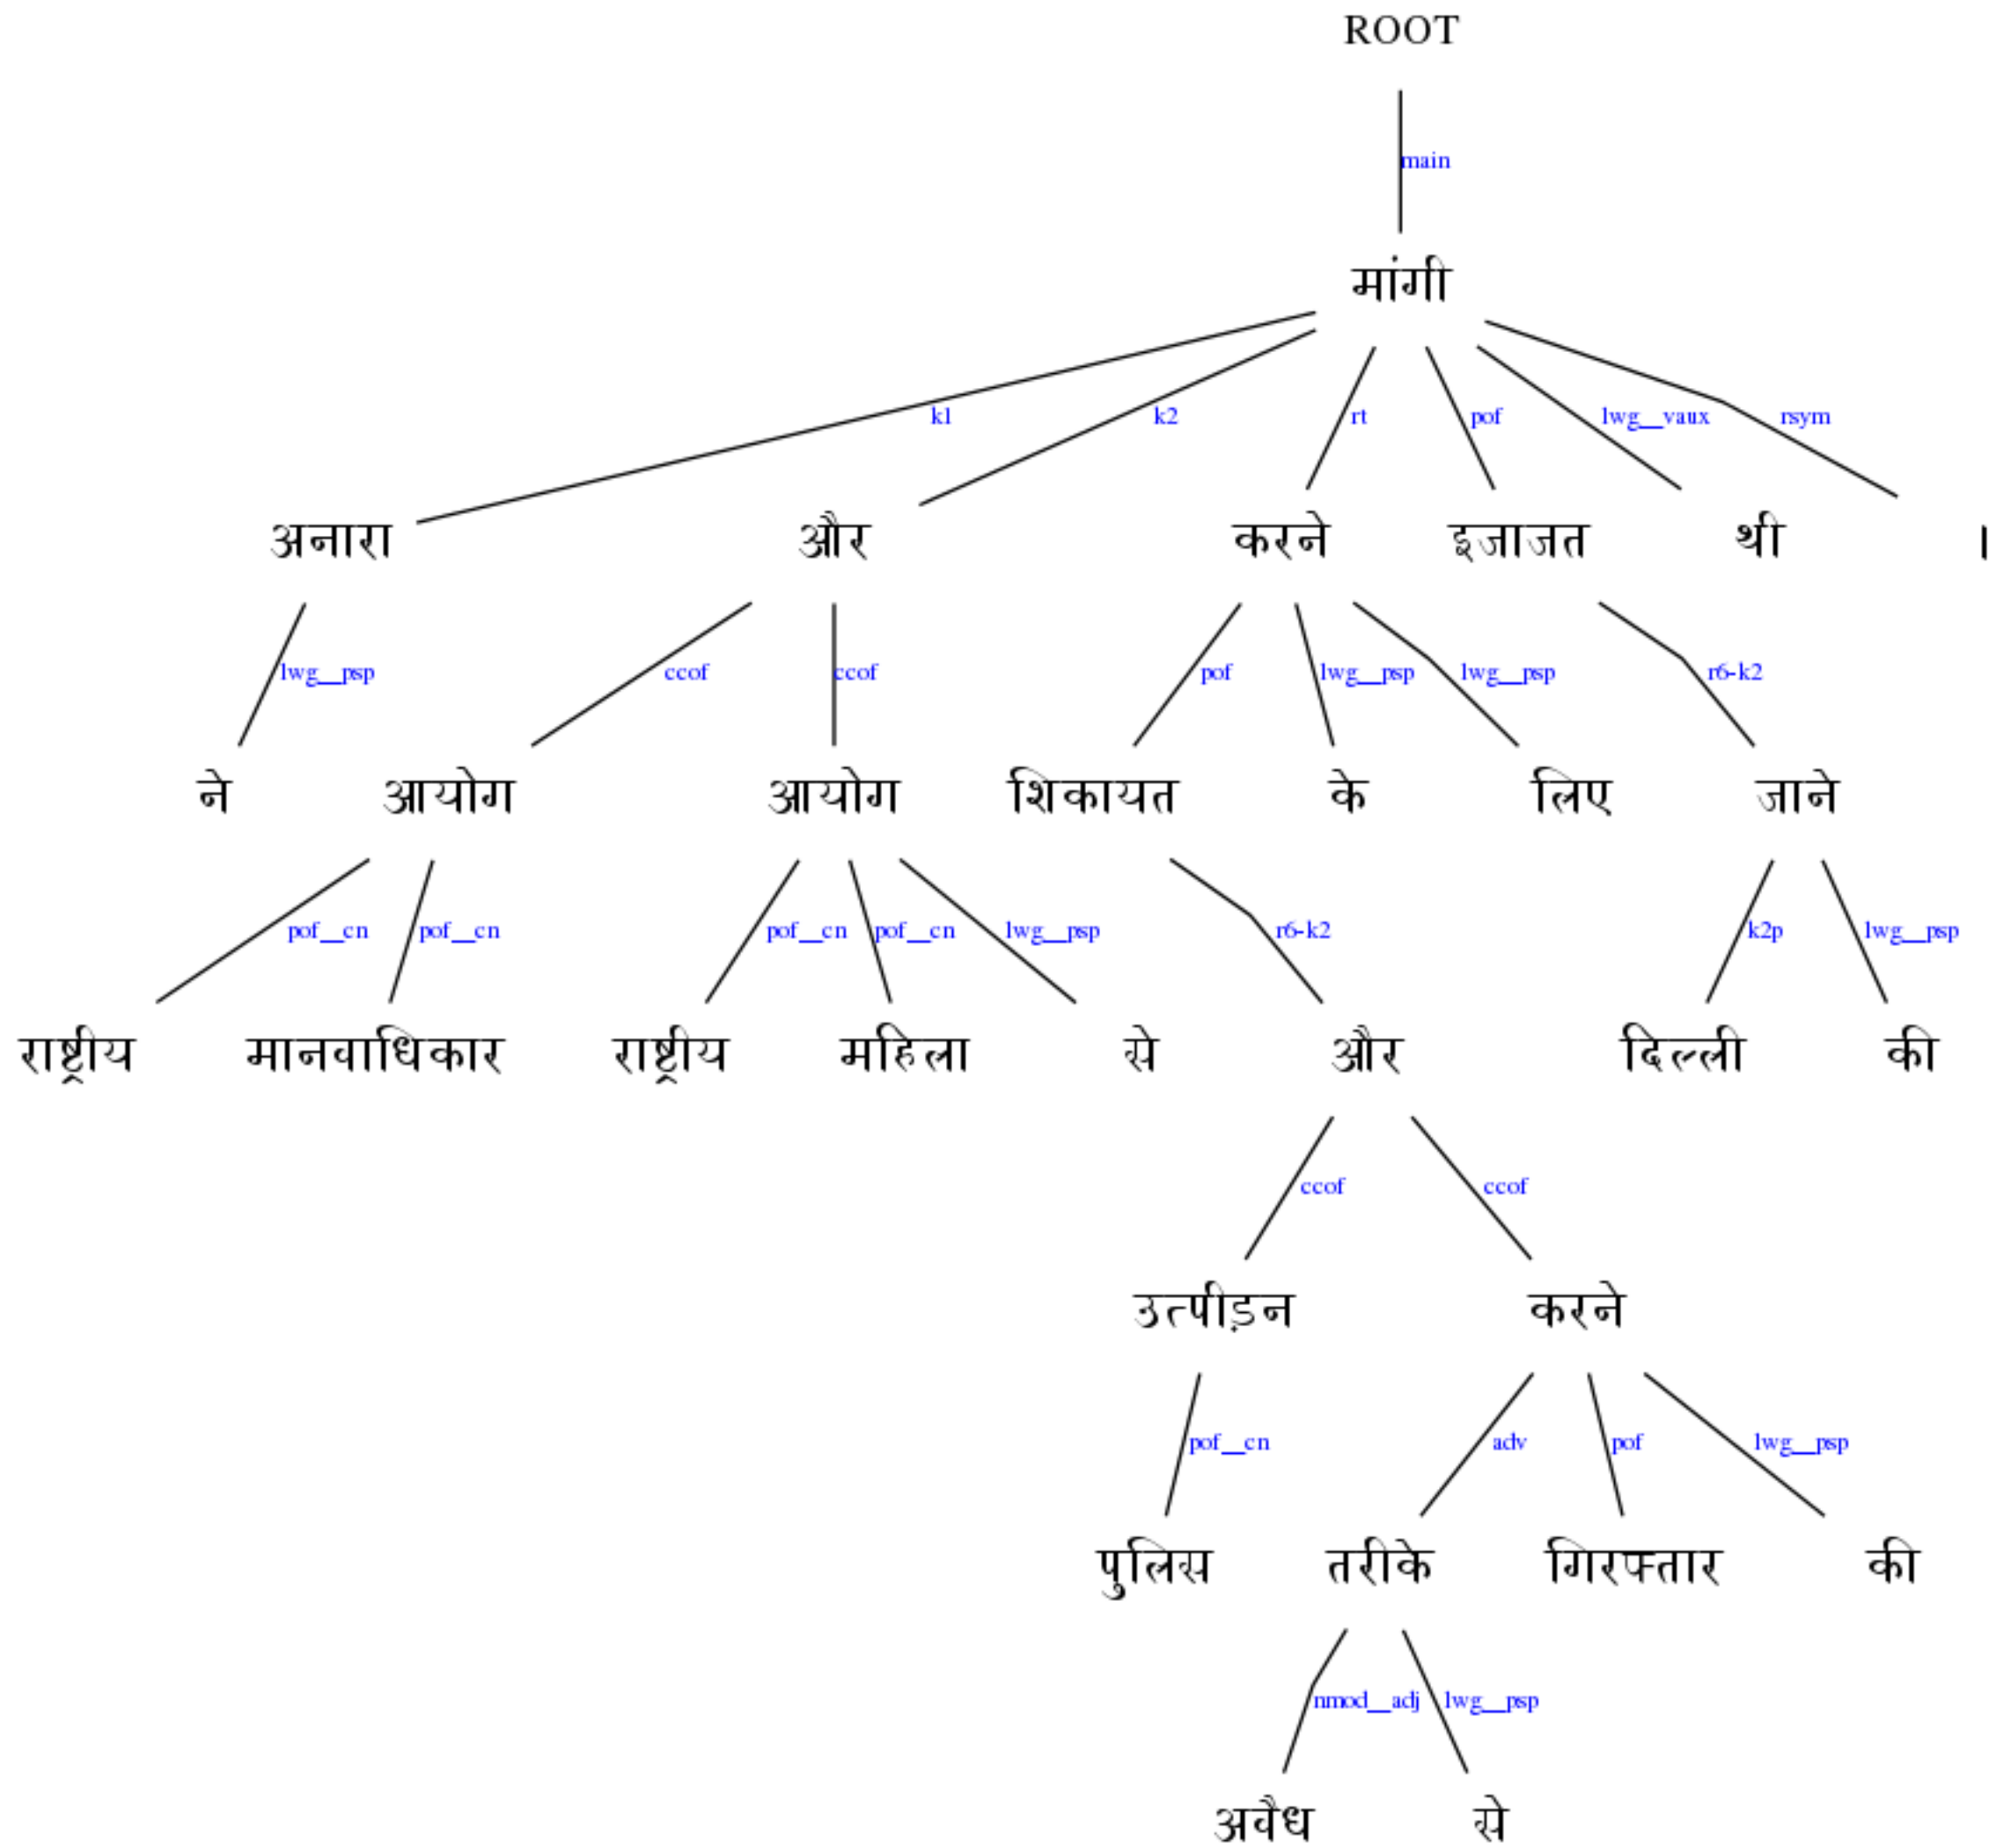 ROOT
main
मांगी
k1 k2 rt pof lwg__vaux rsym
अनारा और करने इजाजत थी ।
lwg__psp ccof ccof pof lwg__psp lwg__psp r6-k2
ने आयोग आयोग शिकायत के लिए जाने
pof__cn pof__cn pof__cn pof__cn lwg__psp r6-k2 k2p lwg__psp
राष्ट्रीय मानवाधिकार राष्ट्रीय महिला से और दिल्ली की
ccof ccof
उत्पीड़न करने
pof__cn adv pof lwg__psp
पुलिस तरीके गिरफ्तार की
nmod__adj lwg__psp
अवैध से